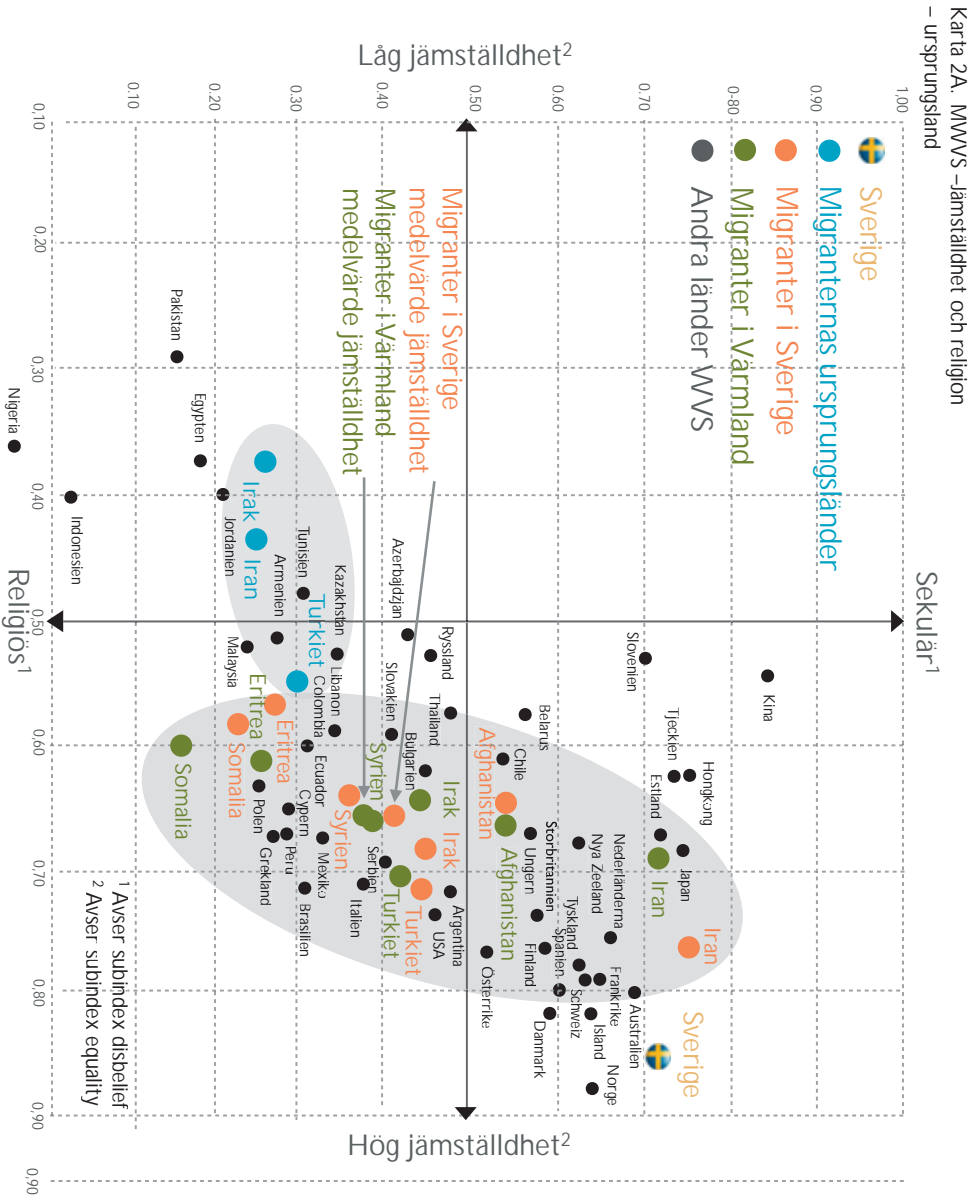 Karta 2A. MWVS –Jämställdhet och religion
– ursprungsland
Sekulär1
Religiös1
Låg jämställdhet2
Hög jämställdhet2
1,00
0,90
0,80
0,70
0,60
0,50
0,40
0,30
0,20
0,10
0,10
0,20
0,30
0,40
0,50
0,60
0,70
0,80
0,90
0,90
Sverige
Migranternas ursprungsländer
Migranter i Sverige
Migranter i Värmland
Andra länder WVS
Migranter i Sverige
medelvärde jämställdhet
Migranter i Värmland
medelvärde jämställdhet
Kina
Hongkong
Tjeckien
Japan
Iran
Estland
Iran
Slovenien
Sverige
Australien
Nederländerna
Frankrike
Norge
Island
Nya Zeeland
Tyskland
Schweiz
Spanien
Danmark
Storbritannien
Finland
Ungern
Belarus
Chile
Afghanistan
Afghanistan
Österrike
Thailand
Argentina
Ryssland
USA
Irak
Irak
Bulgarien
Turkiet
Turkiet
Azerbajdzjan
Slovakien
Serbien
Syrien
Syrien
Italien
Kazakhstan
Libanon
Mexiko
Colombia
Ecuador
Tunisien
Turkiet
Brasilien
Cypern
Peru
Armenien
Eritrea
Eritrea
Grekland
Polen
Irak
Iran
Malaysia
Somalia
Somalia
Jordanien
Egypten
Pakistan
Indonesien
Nigeria
1 Avser subindex disbelief
2 Avser subindex equality